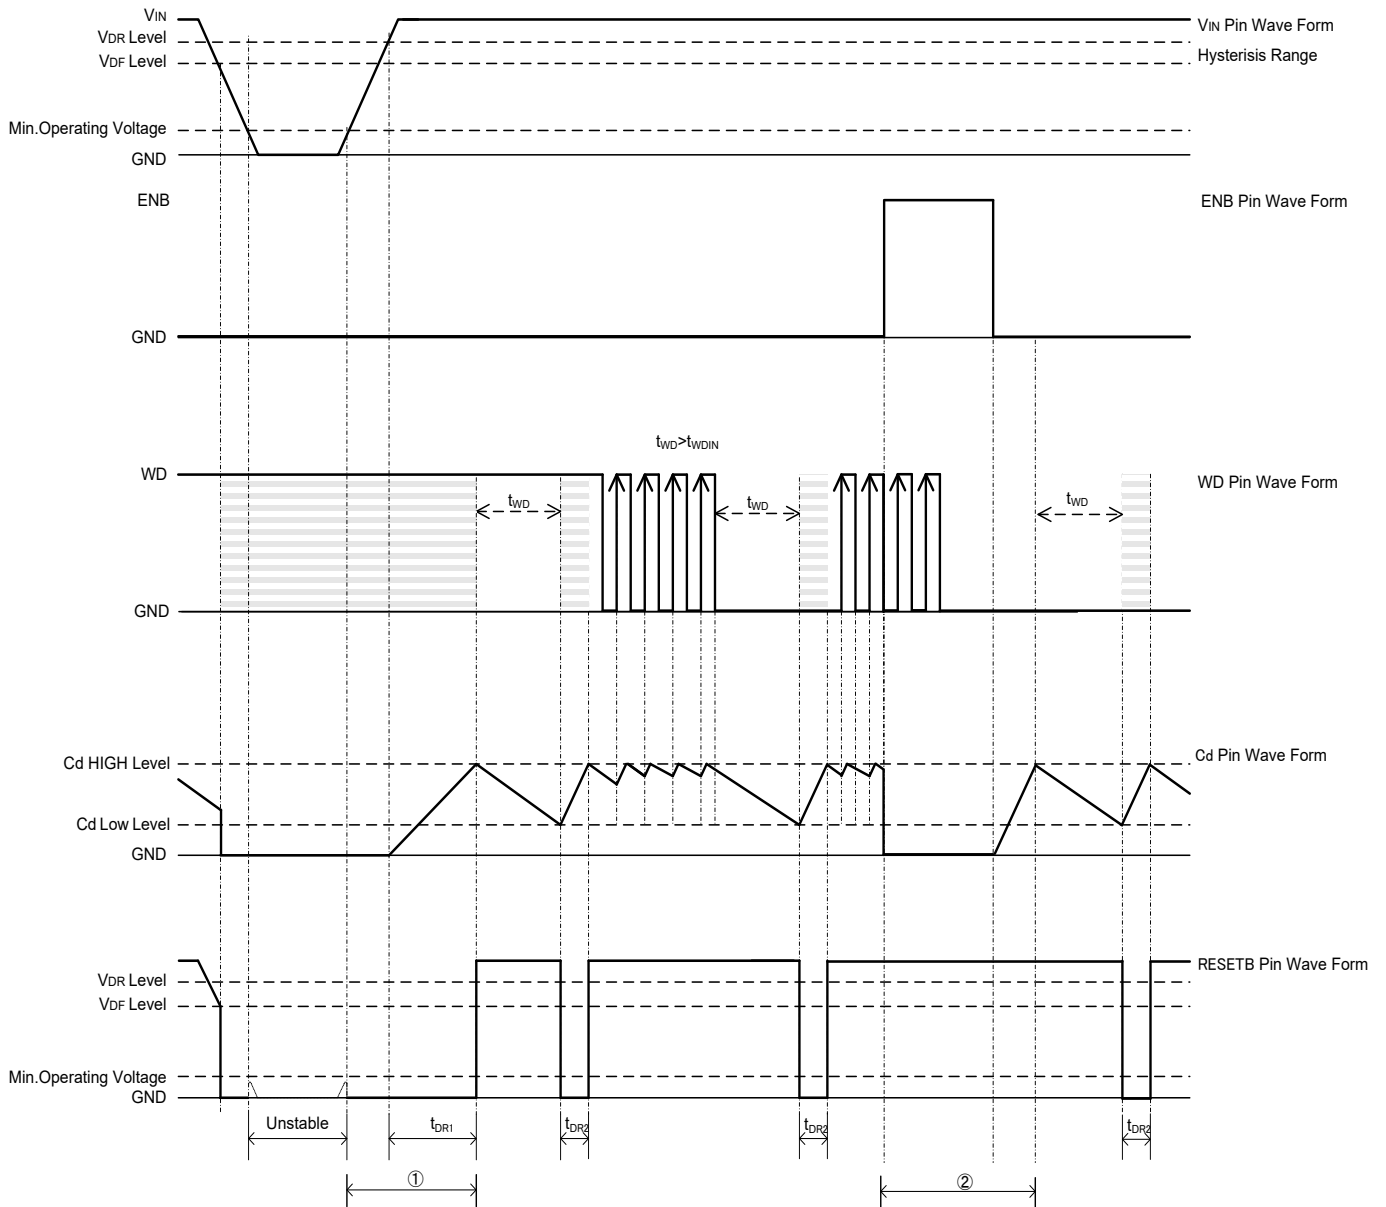 VIN
VIN Pin Wave Form
VDR Level
VDF Level
Hysterisis Range
Min.Operating Voltage
GND
ENB
ENB Pin Wave Form
GND
tWD>tWDIN
WD
WD Pin Wave Form
tWD
tWD
tWD
GND
Cd HIGH Level
Cd Pin Wave Form
Cd Low Level
GND
RESETB Pin Wave Form
VDR Level
VDF Level
Min.Operating Voltage
GND
Unstable
tDR1
tDR2
tDR2
tDR2
①
②